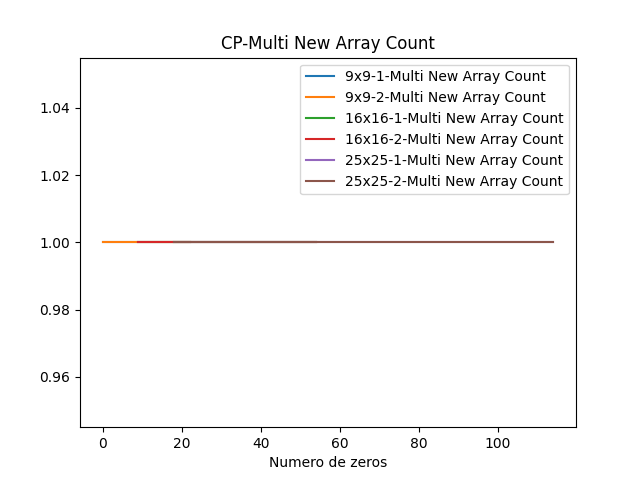 CP-Multi New Array Count
9x9-1-Multi New Array Count
9x9-2-Multi New Array Count
16x16-1-Multi New Array Count
16x16-2-Multi New Array Count
25x25-1-Multi New Array Count
25x25-2-Multi New Array Count
1.04
1.02
1.00
0.98
0.96
0 20 40 60 80 100
Numero de zeros